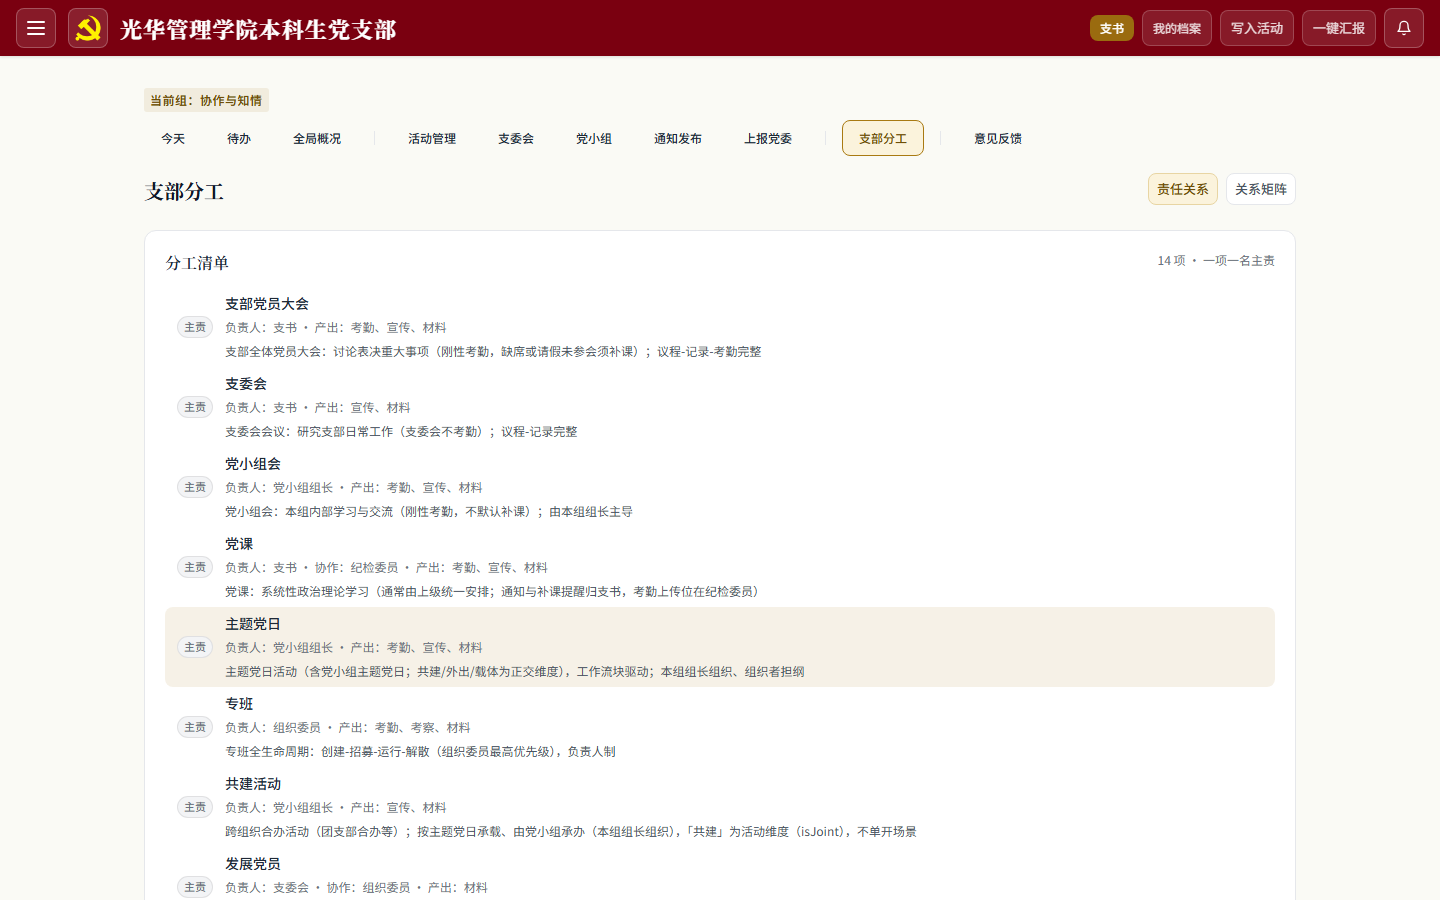 光华管理学院本科生党支部
支书 我的档案 写入活动 一键汇报
当前组：协作与知情
今天 待办 全局概况 活动管理 支委会 党小组 通知发布 上报党委 支部分工 意见反馈
支部分工
责任关系 关系矩阵
分工清单
14 项 · 一项一名主责
支部党员大会
主责
负责人：支书 · 产出：考勤、宣传、材料
支部全体党员大会：讨论表决重大事项（刚性考勤，缺席或请假未参会须补课）；议程-记录-考勤完整
支委会
主责
负责人：支书 · 产出：宣传、材料
支委会会议：研究支部日常工作（支委会不考勤）；议程-记录完整
党小组会
主责
负责人：党小组组长 · 产出：考勤、宣传、材料
党小组会：本组内部学习与交流（刚性考勤，不默认补课）；由本组组长主导
党课
主责
负责人：支书 · 协作：纪检委员 · 产出：考勤、宣传、材料
党课：系统性政治理论学习（通常由上级统一安排；通知与补课提醒归支书，考勤上传位在纪检委员）
主题党日
主责
负责人：党小组组长 · 产出：考勤、宣传、材料
主题党日活动（含党小组主题党日；共建/外出/载体为正交维度），工作流块驱动；本组组长组织、组织者担纲
专班
主责
负责人：组织委员 · 产出：考勤、考察、材料
专班全生命周期：创建-招募-运行-解散（组织委员最高优先级），负责人制
共建活动
主责
负责人：党小组组长 · 产出：宣传、材料
跨组织合办活动（团支部合办等）；按主题党日承载、由党小组承办（本组组长组织），「共建」为活动维度（isJoint），不单开场景
发展党员
主责
负责人：支委会 · 协作：组织委员 · 产出：材料